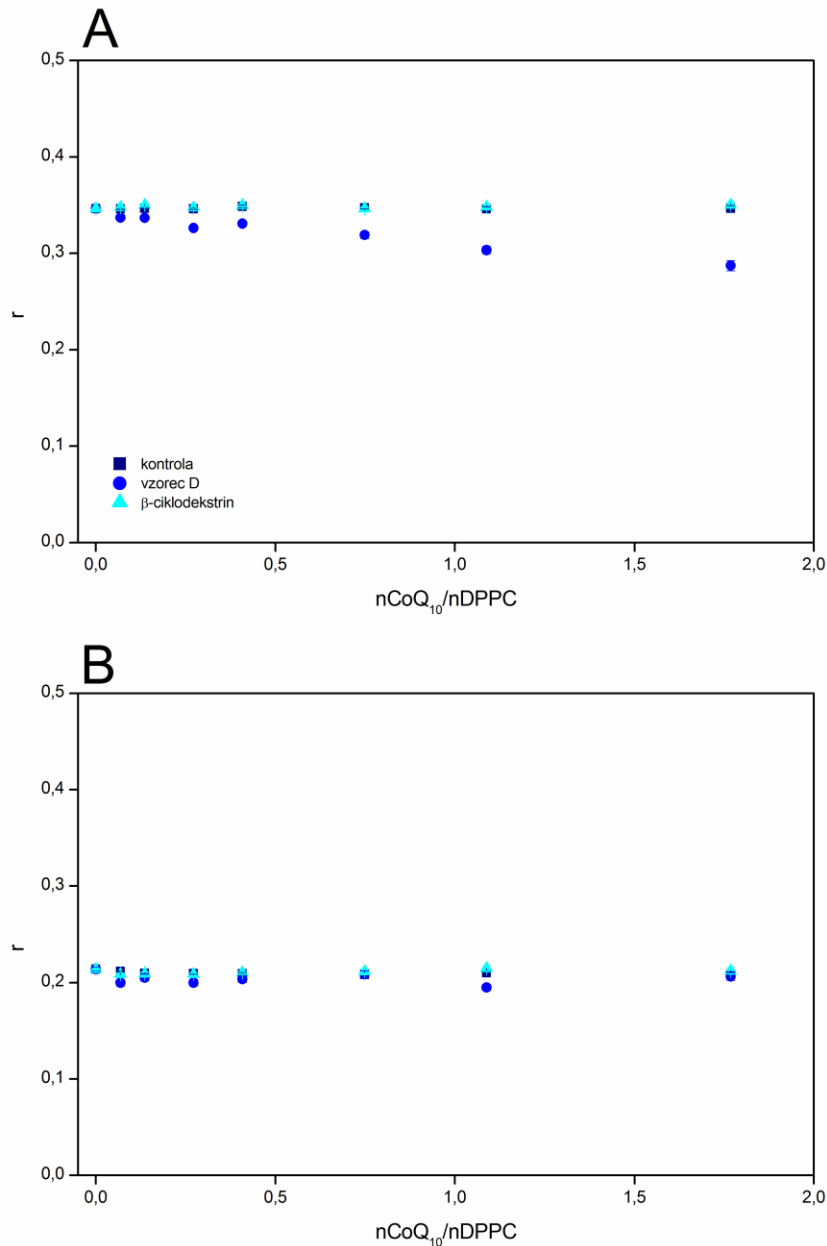 A
0,5
0,4
0,3
0,2
0,1
0,0
r
kontrola
vzorec D
β-ciklodekstrin
0,0 0,5 1,0 1,5 2,0
nCoQ₁₀/nDPPC
B
0,5
0,4
0,3
0,2
0,1
0,0
r
0,0 0,5 1,0 1,5 2,0
nCoQ₁₀/nDPPC